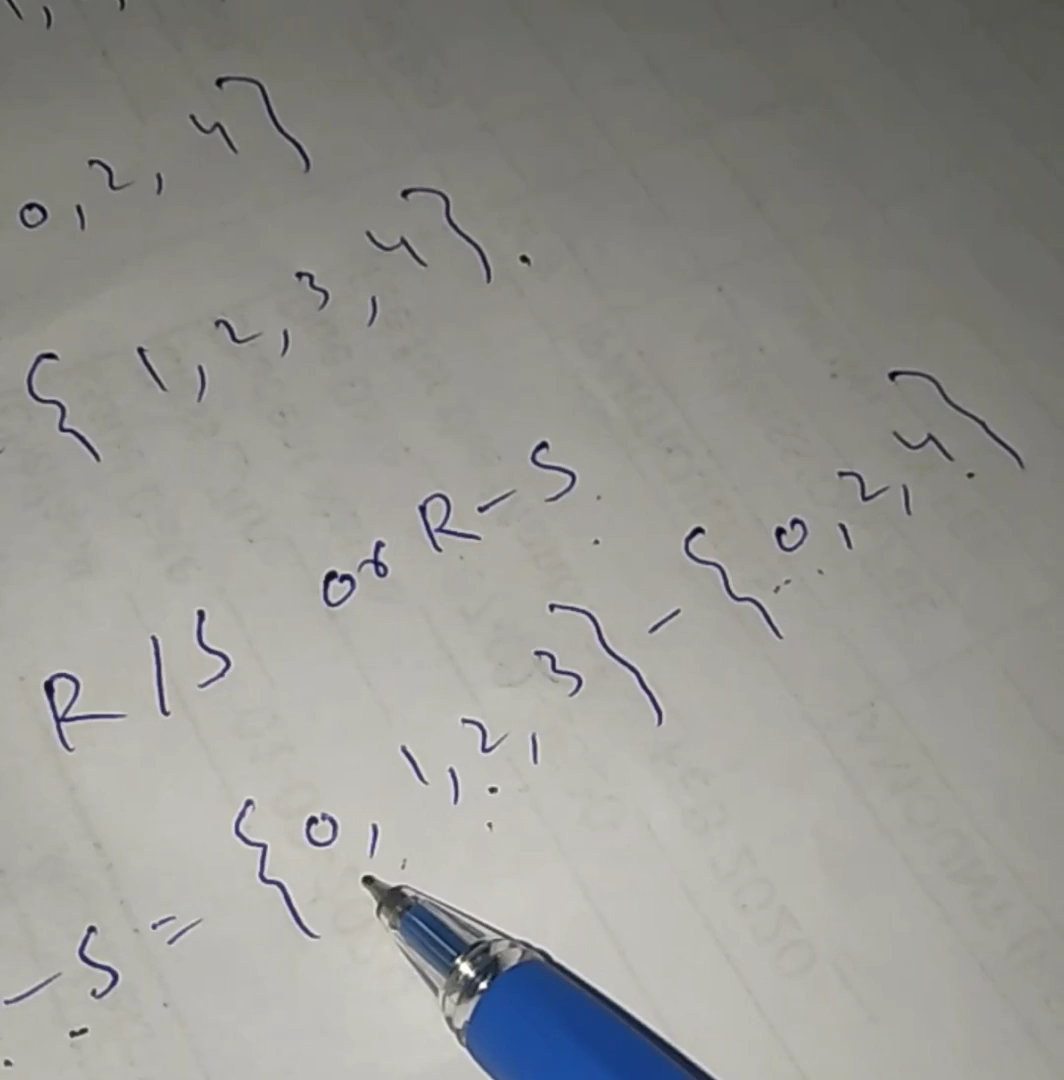 0, 2, 4}
{ 1, 2, 3, 4}.
R | S or R - S.
- S = { 0, 1, 2, 3} - { 0, 2, 4 }